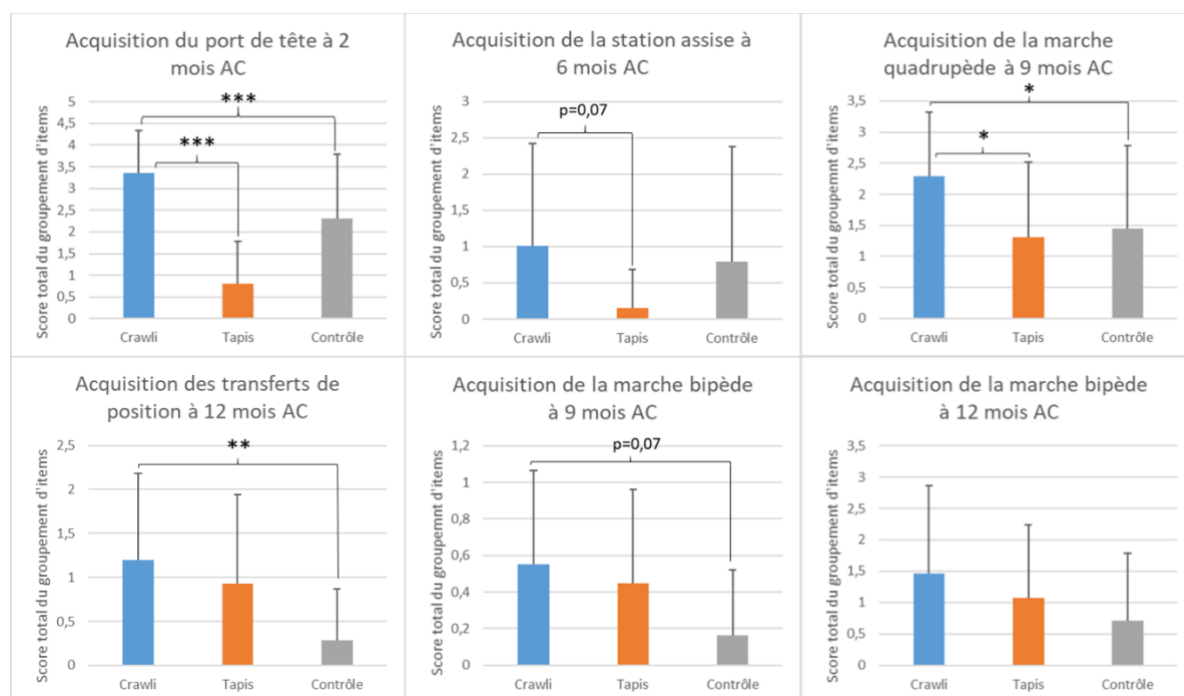 Acquisition du port de tête à 2
mois AC
Score total du groupement d'items
5
4,5
4
3,5
3
2,5
2
1,5
1
0,5
0
***
***
Crawli Tapis Contrôle
Acquisition de la station assise à
6 mois AC
Score total du groupement d'items
3
2,5
2
1,5
1
0,5
0
p=0,07
Crawli Tapis Contrôle
Acquisition de la marche
quadrupède à 9 mois AC
Score total du groupemnt d'items
3,5
3
2,5
2
1,5
1
0,5
0
*
*
Crawli Tapis Contrôle
Acquisition des transferts de
position à 12 mois AC
Score total du groupement d'items
2,5
2
1,5
1
0,5
0
**
Crawli Tapis Contrôle
Acquisition de la marche bipède
à 9 mois AC
Score total du groupemnt d'items
1,2
1
0,8
0,6
0,4
0,2
0
p=0,07
Crawli Tapis Contrôle
Acquisition de la marche bipède
à 12 mois AC
Score total du groupement d'items
3,5
3
2,5
2
1,5
1
0,5
0
Crawli Tapis Contrôle